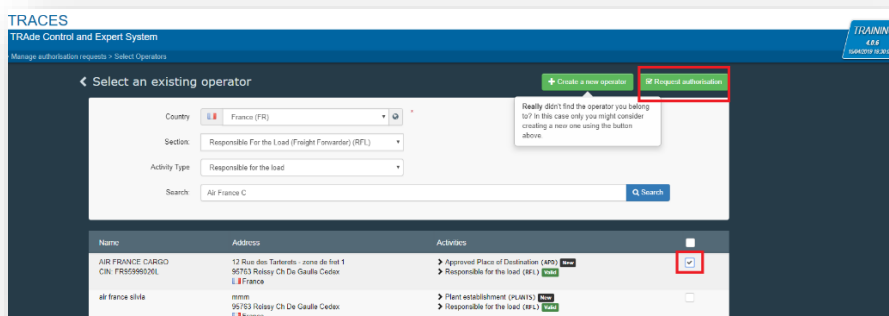 TRACES
TRAde Control and Expert System
TRAINING
4.0.6
Manage authorisation requests > Select Operators
Select an existing operator
Create a new operator
Request authorisation
Really didn't find the operator you belong
to? In this case only you might consider
creating a new one using the button
above.
Country
France (FR)
*
Section:
Responsible For the Load (Freight Forwarder) (RFL)
Activity Type
Responsible for the load
Search:
Air France C
Search
Name Address Activities
AIR FRANCE CARGO 12 Rue des Tarterets - zone de fret 1 Approved Place of Destination (APD) New
CIN: FR95999020L 95763 Roissy Ch De Gaulle Cedex Responsible for the load (RFL) Valid
France
air france silvia mmm Plant establishment (PLANTS) New
95763 Roissy Ch De Gaulle Cedex Responsible for the load (RFL) Valid
France